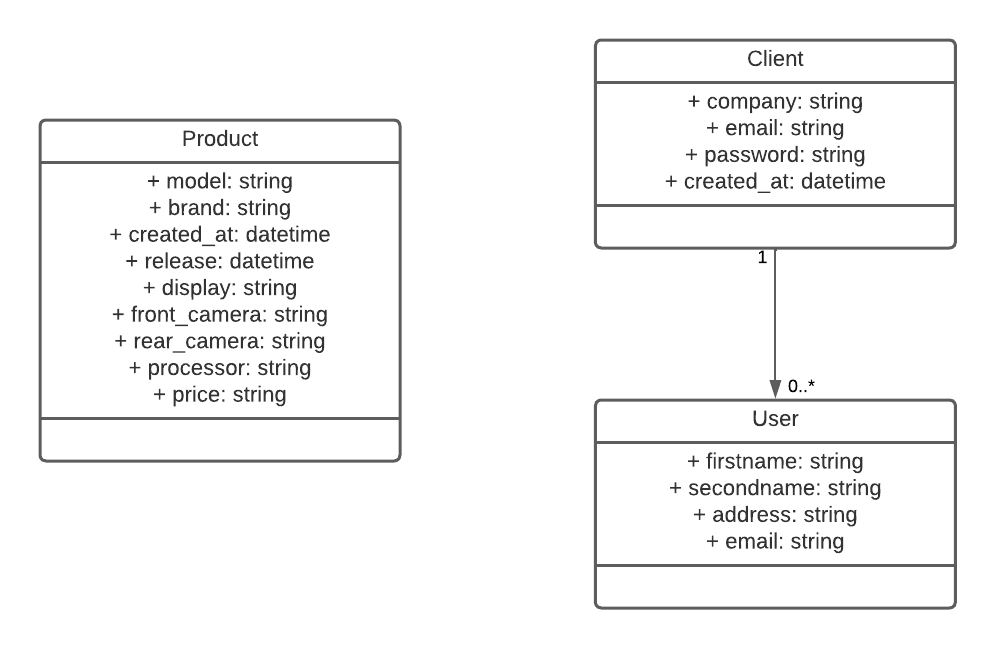 Product
+ model: string
+ brand: string
+ created_at: datetime
+ release: datetime
+ display: string
+ front_camera: string
+ rear_camera: string
+ processor: string
+ price: string
Client
+ company: string
+ email: string
+ password: string
+ created_at: datetime
1
0..*
User
+ firstname: string
+ secondname: string
+ address: string
+ email: string